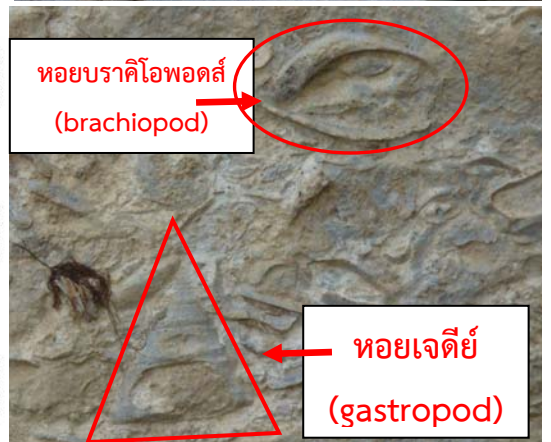 หอยบราคิโอพอดส์
(brachiopod)
หอยเจดีย์
(gastropod)